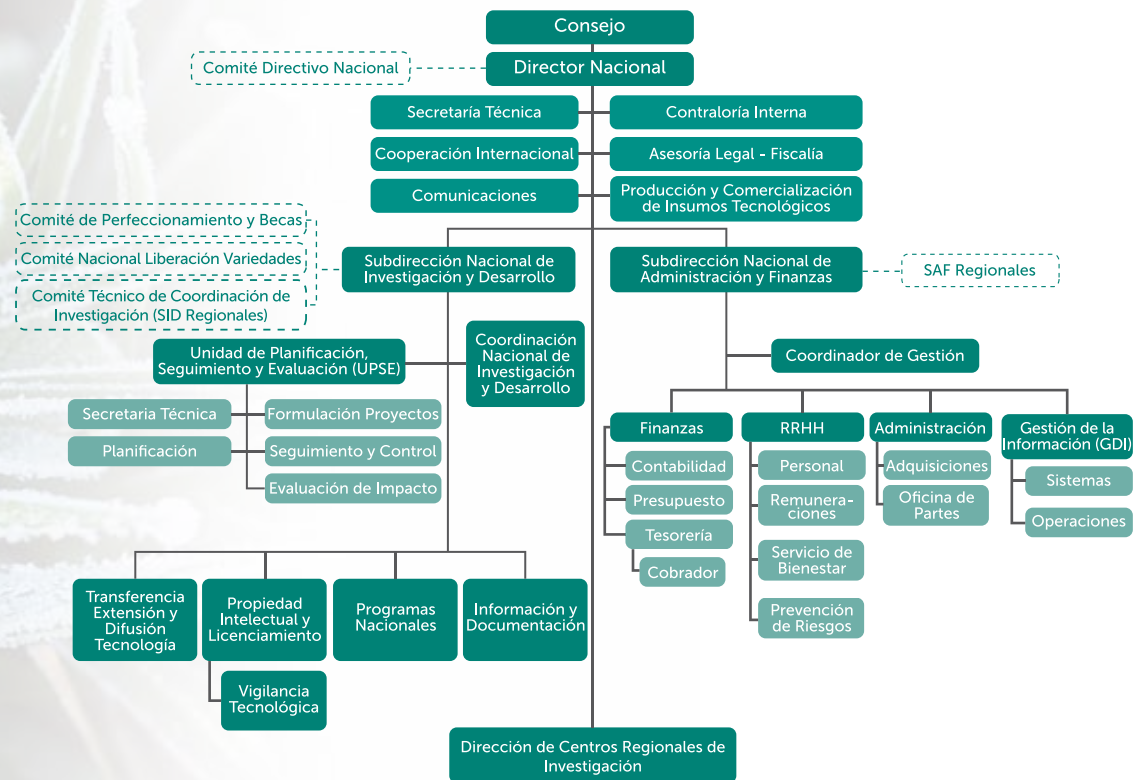 Consejo
Comité Directivo Nacional
Director Nacional
Secretaría Técnica
Contraloría Interna
Cooperación Internacional
Asesoría Legal - Fiscalía
Comunicaciones
Producción y Comercialización
de Insumos Tecnológicos
Comité de Perfeccionamiento y Becas
Comité Nacional Liberación Variedades
Comité Técnico de Coordinación de
Investigación (SID Regionales)
Subdirección Nacional de
Investigación y Desarrollo
Subdirección Nacional de
Administración y Finanzas
SAF Regionales
Unidad de Planificación,
Seguimiento y Evaluación (UPSE)
Coordinación
Nacional de
Investigación
y Desarrollo
Coordinador de Gestión
Secretaria Técnica
Formulación Proyectos
Planificación
Seguimiento y Control
Evaluación de Impacto
Finanzas
Contabilidad
Presupuesto
Tesorería
Cobrador
RRHH
Personal
Remunera-
ciones
Servicio de
Bienestar
Prevención
de Riesgos
Administración
Adquisiciones
Oficina de
Partes
Gestión de la
Información (GDI)
Sistemas
Operaciones
Transferencia
Extensión y
Difusión
Tecnología
Propiedad
Intelectual y
Licenciamiento
Programas
Nacionales
Información y
Documentación
Vigilancia
Tecnológica
Dirección de Centros Regionales de
Investigación